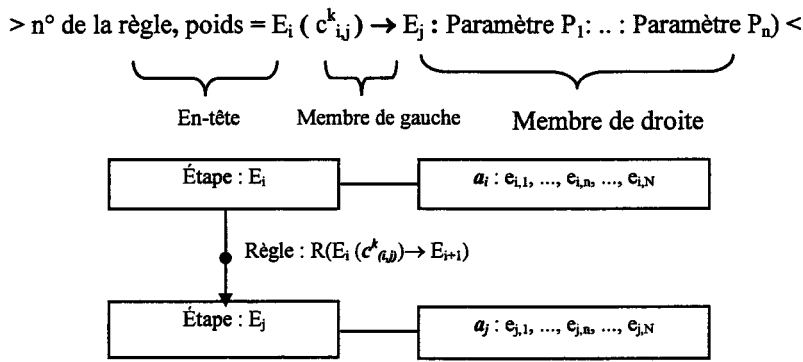 > n° de la règle, poids = Eᵢ ( cᵏᵢ,ⱼ) → Eⱼ : Paramètre P₁: .. : Paramètre Pₙ) <
En-tête Membre de gauche Membre de droite
Étape : Eᵢ aᵢ : eᵢ,₁, ..., eᵢ,ₙ, ..., eᵢ,N
Règle : R(Eᵢ (cᵏ₍ᵢ,ⱼ₎)→ Eᵢ₊₁)
Étape : Eⱼ aⱼ : eⱼ,₁, ..., eⱼ,ₙ, ..., eⱼ,N